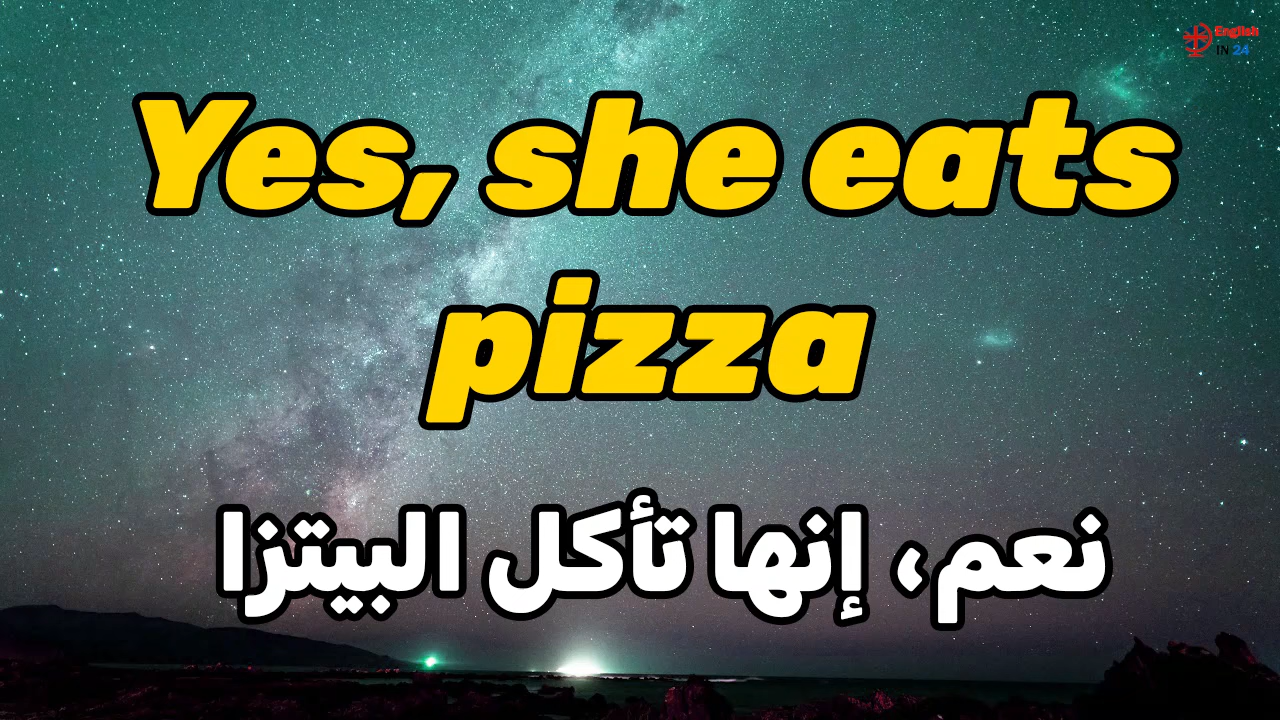 English
IN 24
Yes, she eats
pizza
نعم، إنها تأكل البيتزا